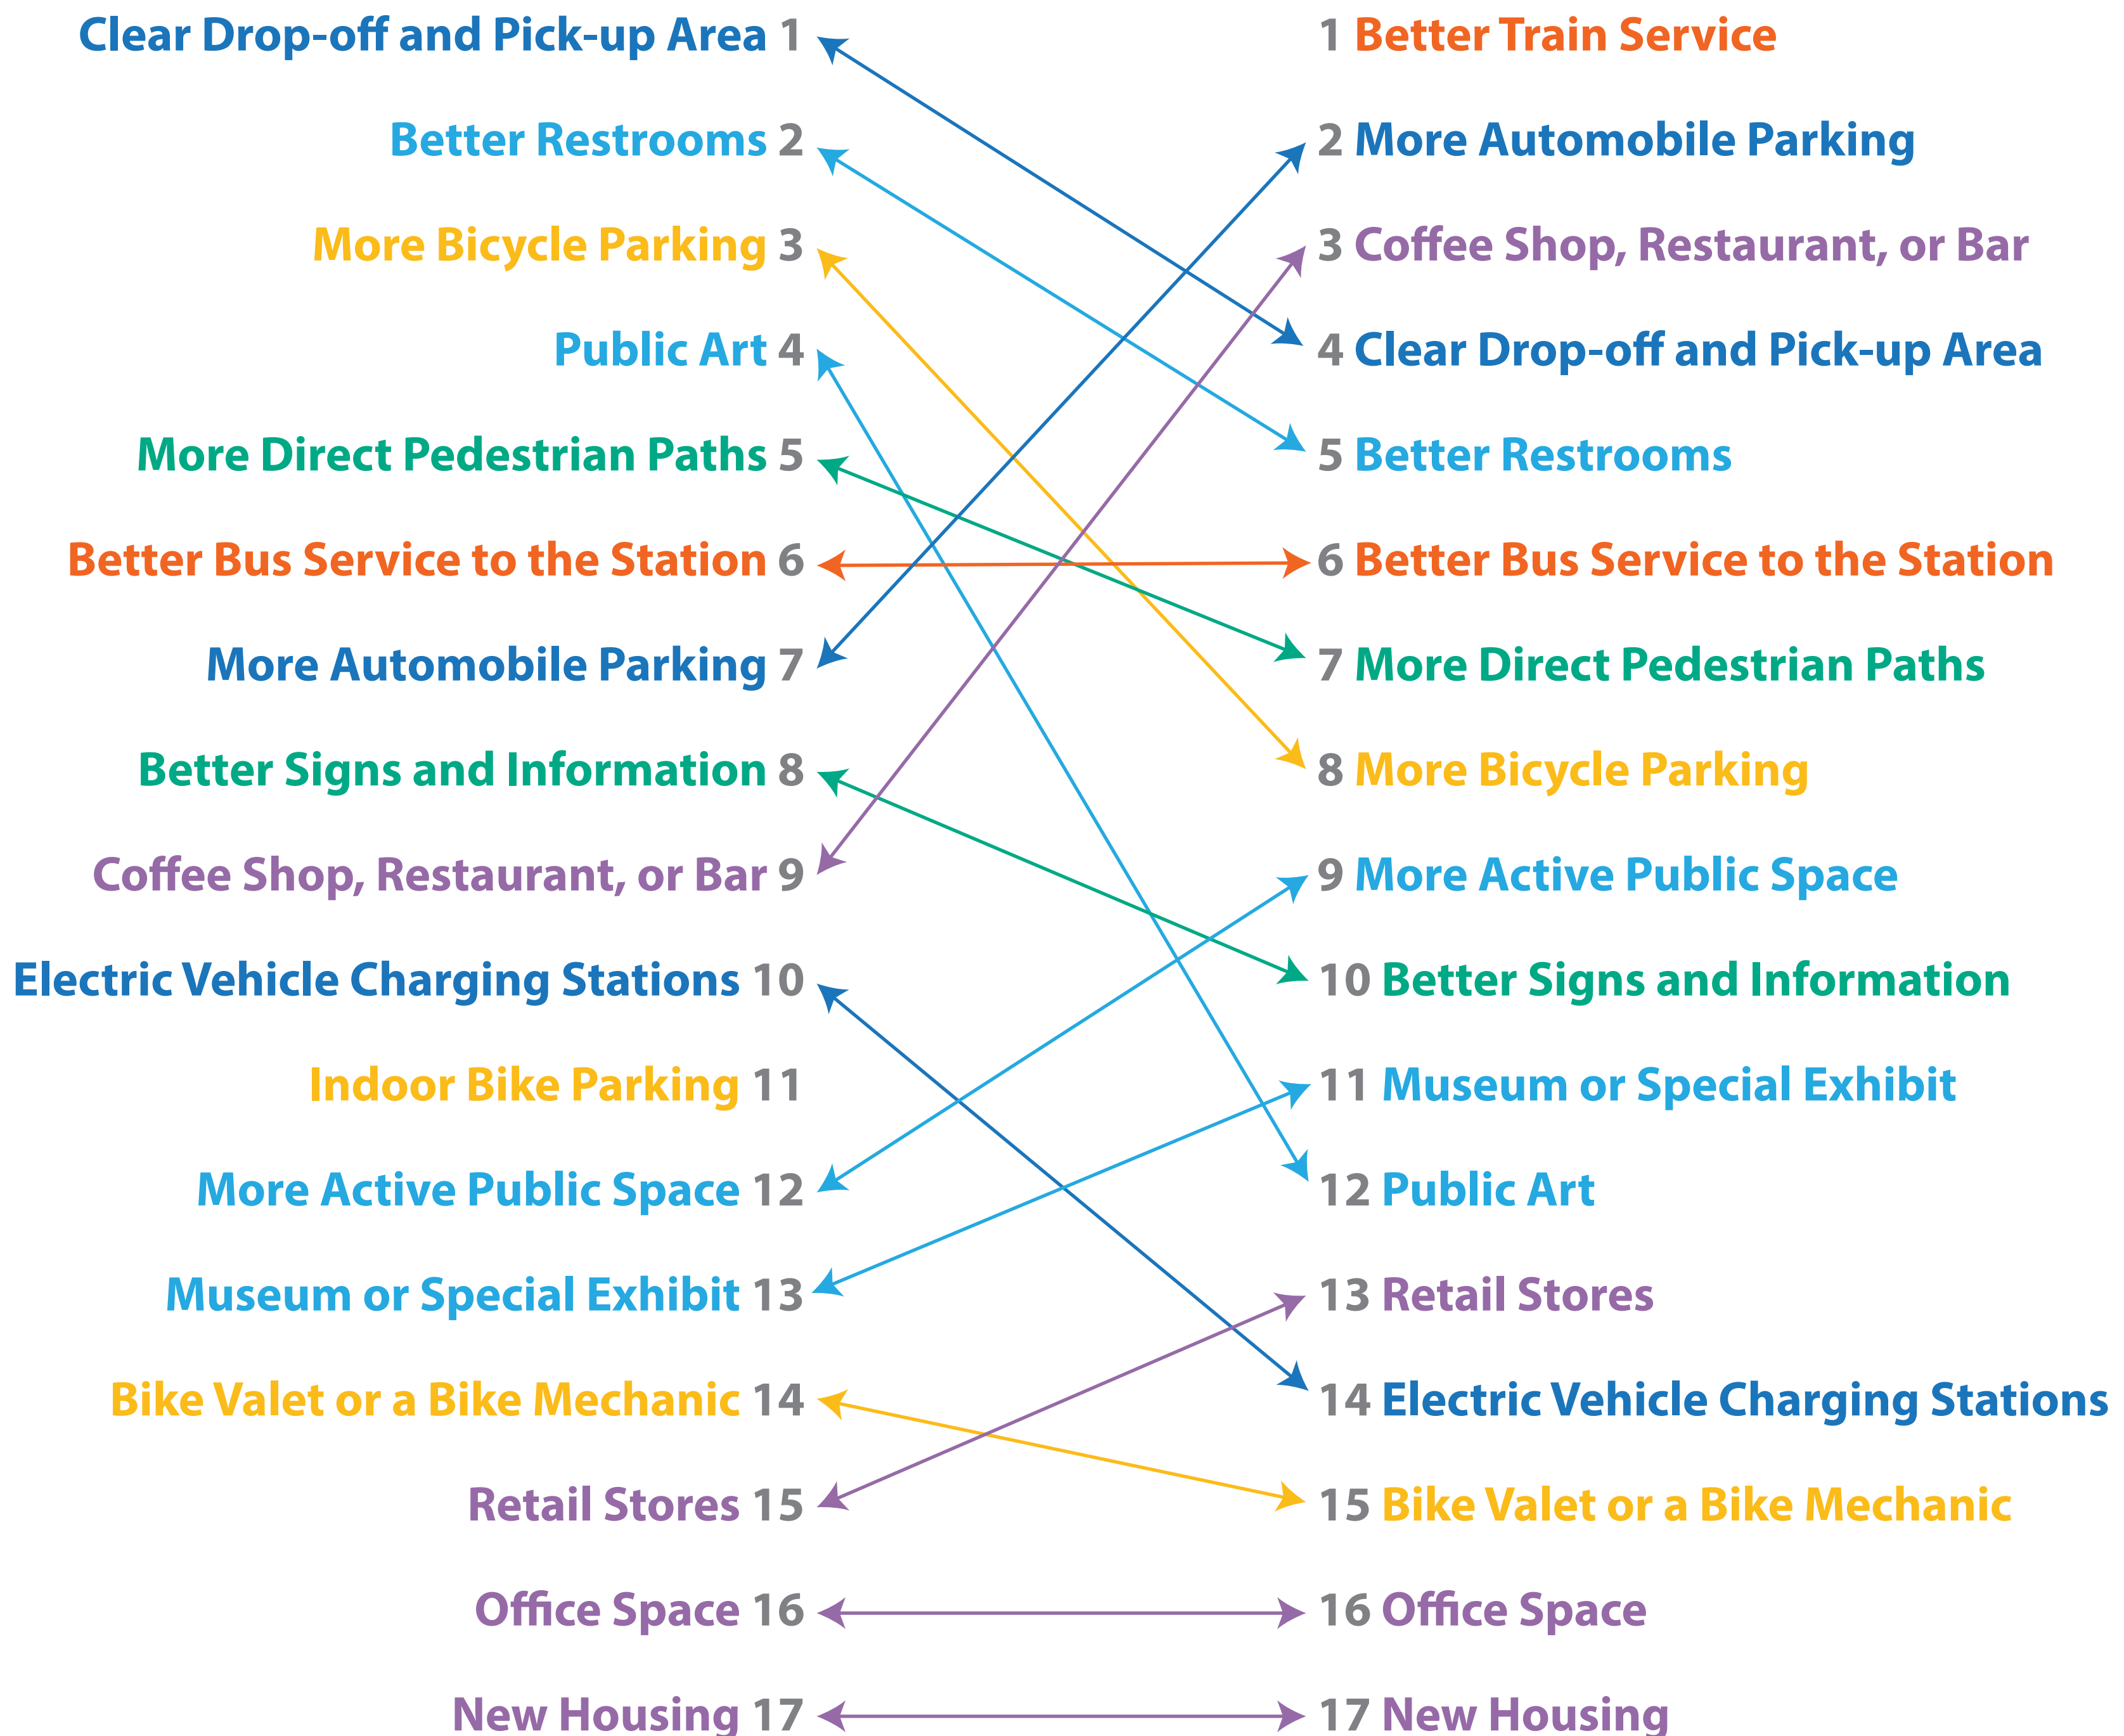 Clear Drop-off and Pick-up Area 1
Better Restrooms 2
More Bicycle Parking 3
Public Art 4
More Direct Pedestrian Paths 5
Better Bus Service to the Station 6
More Automobile Parking 7
Better Signs and Information 8
Coffee Shop, Restaurant, or Bar 9
Electric Vehicle Charging Stations 10
Indoor Bike Parking 11
More Active Public Space 12
Museum or Special Exhibit 13
Bike Valet or a Bike Mechanic 14
Retail Stores 15
Office Space 16
New Housing 17
1 Better Train Service
2 More Automobile Parking
3 Coffee Shop, Restaurant, or Bar
4 Clear Drop-off and Pick-up Area
5 Better Restrooms
6 Better Bus Service to the Station
7 More Direct Pedestrian Paths
8 More Bicycle Parking
9 More Active Public Space
10 Better Signs and Information
11 Museum or Special Exhibit
12 Public Art
13 Retail Stores
14 Electric Vehicle Charging Stations
15 Bike Valet or a Bike Mechanic
16 Office Space
17 New Housing